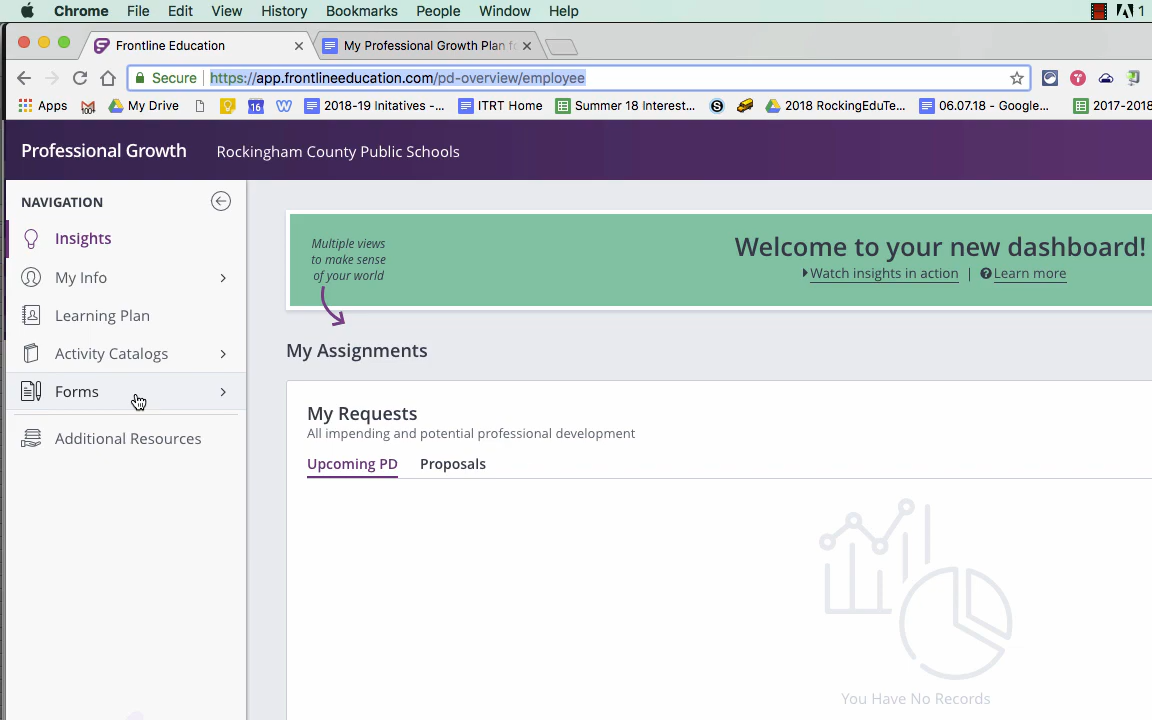 Chrome File Edit View History Bookmarks People Window Help 1
Frontline Education
My Professional Growth Plan fo
Secure https://app.frontlineeducation.com/pd-overview/employee
Apps My Drive 16 2018-19 Initatives -... ITRT Home Summer 18 Interest... 2018 RockingEduTe... 06.07.18 - Google... 2017-2018
Professional Growth Rockingham County Public Schools
NAVIGATION
Insights
My Info
Learning Plan
Activity Catalogs
Forms
Additional Resources
Multiple views
to make sense
of your world
Welcome to your new dashboard!
Watch insights in action | Learn more
My Assignments
My Requests
All impending and potential professional development
Upcoming PD Proposals
You Have No Records